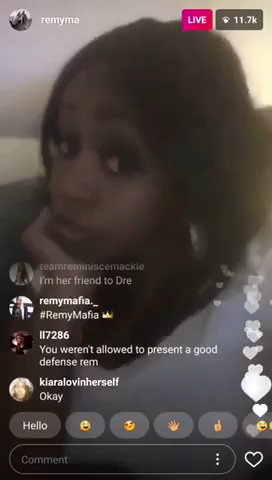 remyma
LIVE
11.7k
teamreminiscemackie
I'm her friend to Dre
remymafia._
#RemyMafia
ll7286
You weren't allowed to present a good
defense rem
kiaralovinherself
Okay
Hello
Comment